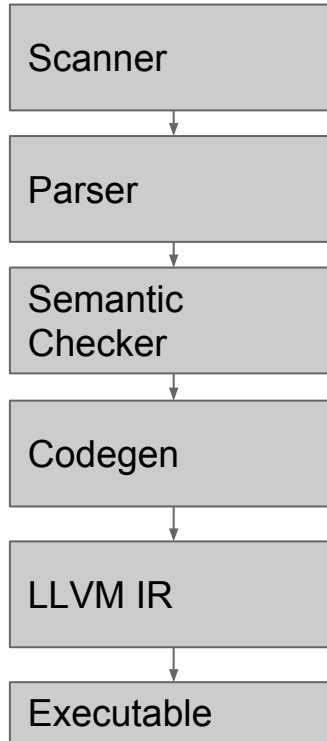 Scanner
Parser
Semantic
Checker
Codegen
LLVM IR
Executable